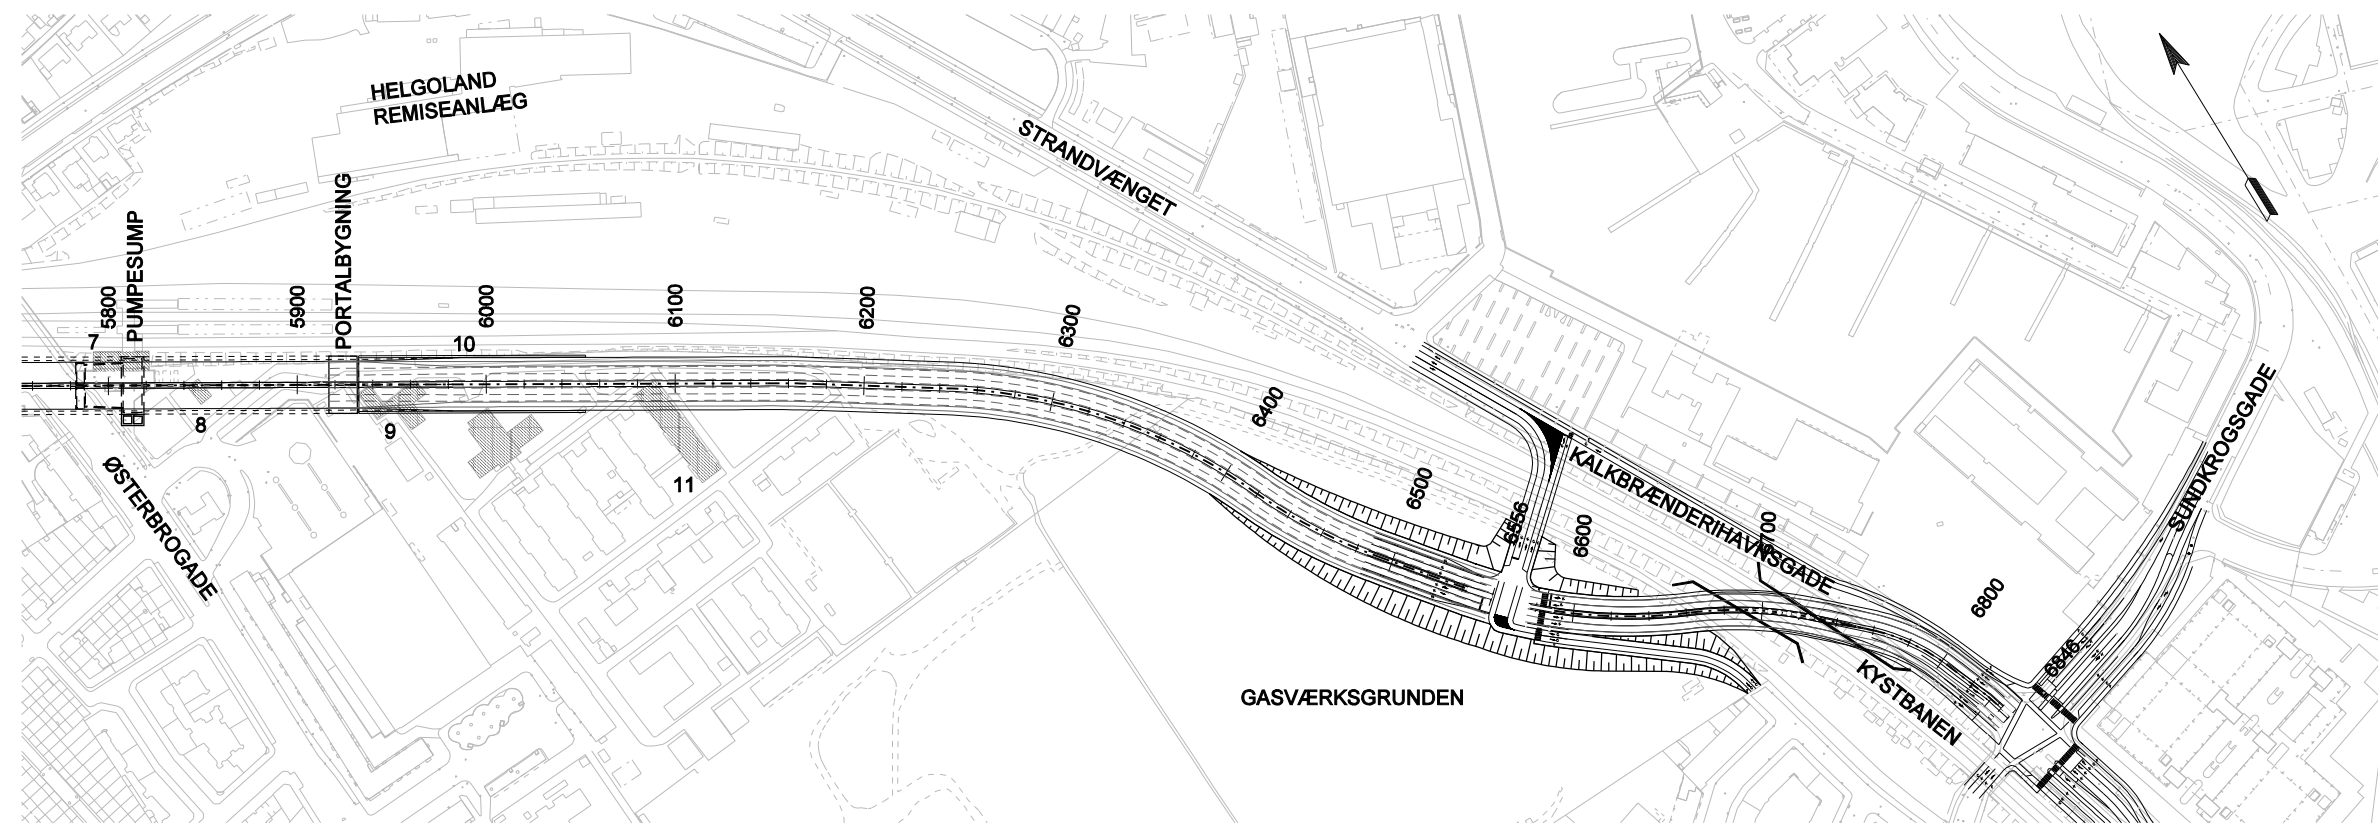 HELGOLAND
REMISEANLÆG
STRANDVÆNGET
PUMPESUMP
PORTALBYGNING
5800
5900
6000
6100
6200
6300
7
10
8
9
11
6400
6500
6556
6600
6700
6800
6846
ØSTERBROGADE
KALKBRÆNDERIHAVNSGADE
SUNDKROGSGADE
KYSTBANEN
GASVÆRKSGRUNDEN